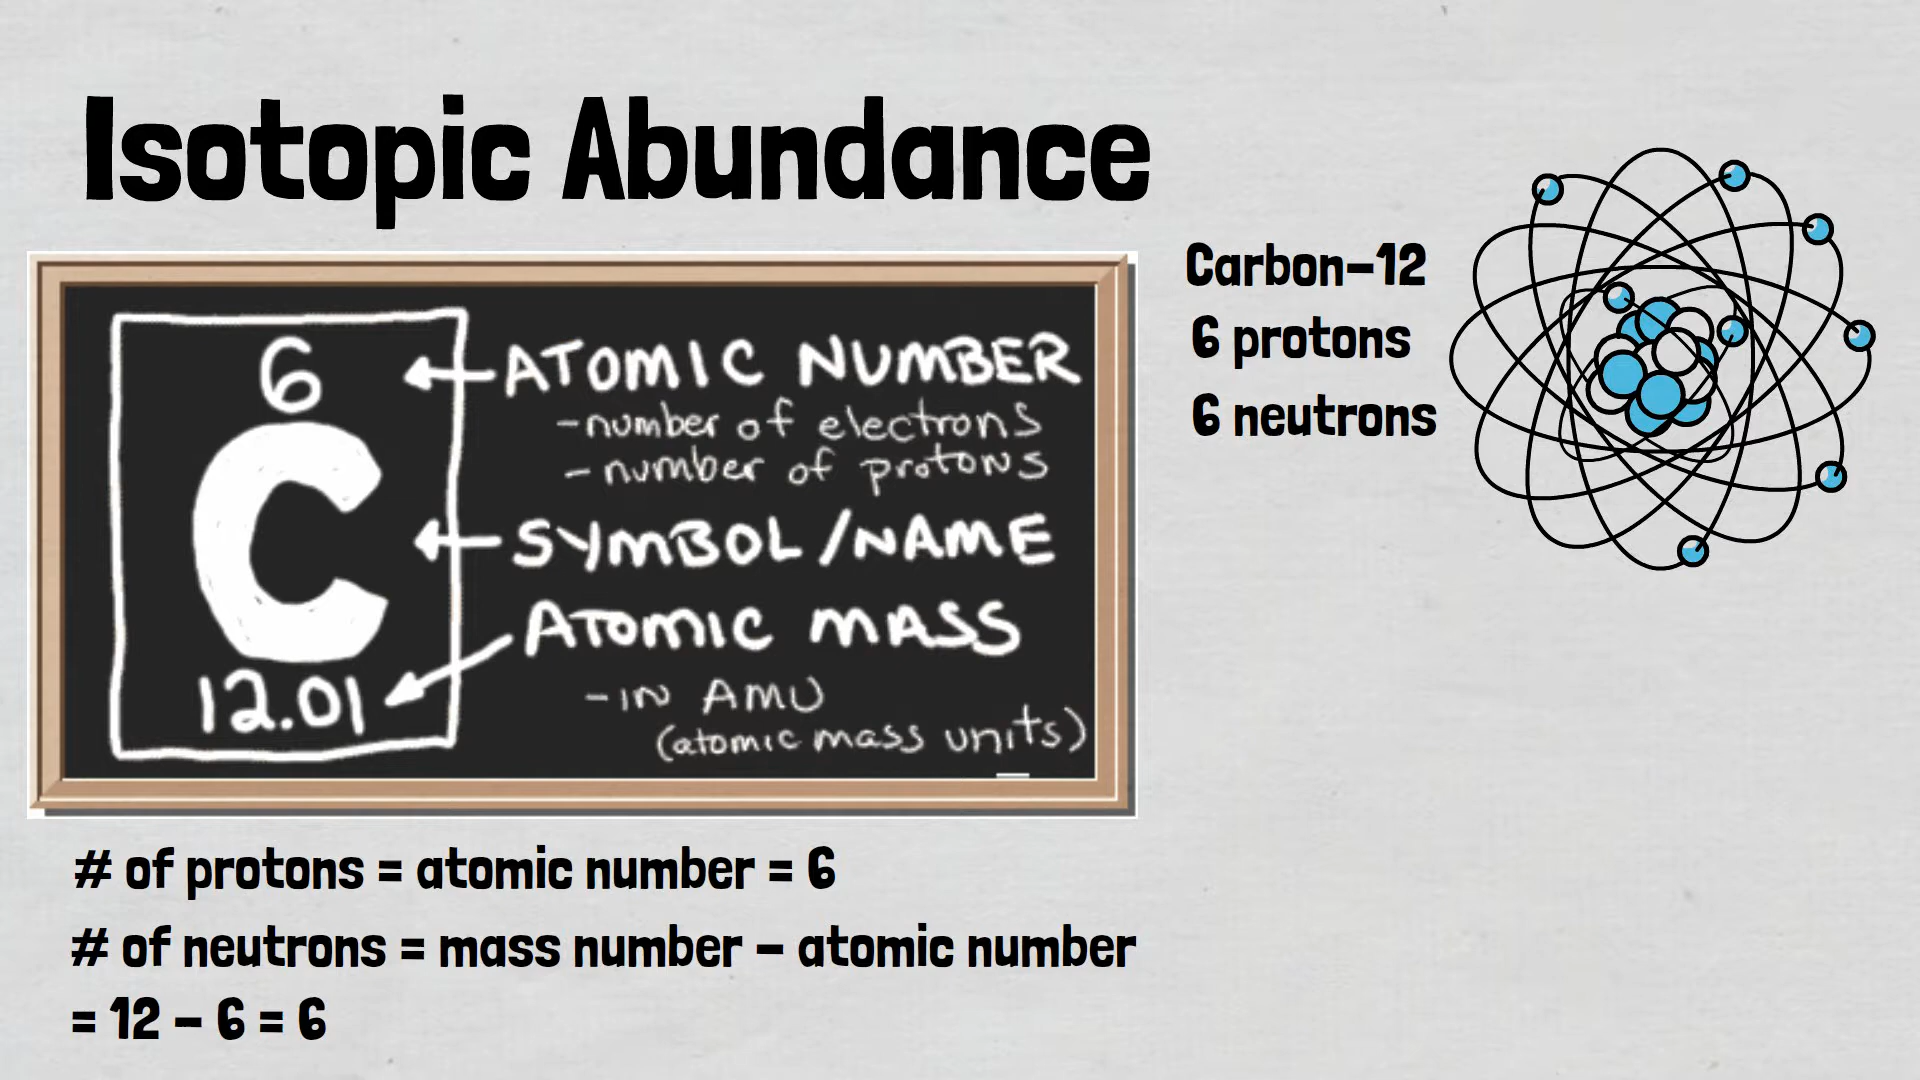 Isotopic Abundance
6
C
12.01
ATOMIC NUMBER
-number of electrons
- number of protons
SYMBOL/NAME
ATOMIC MASS
-IN AMU
(atomic mass units)
Carbon-12
6 protons
6 neutrons
# of protons = atomic number = 6
# of neutrons = mass number - atomic number
= 12 - 6 = 6